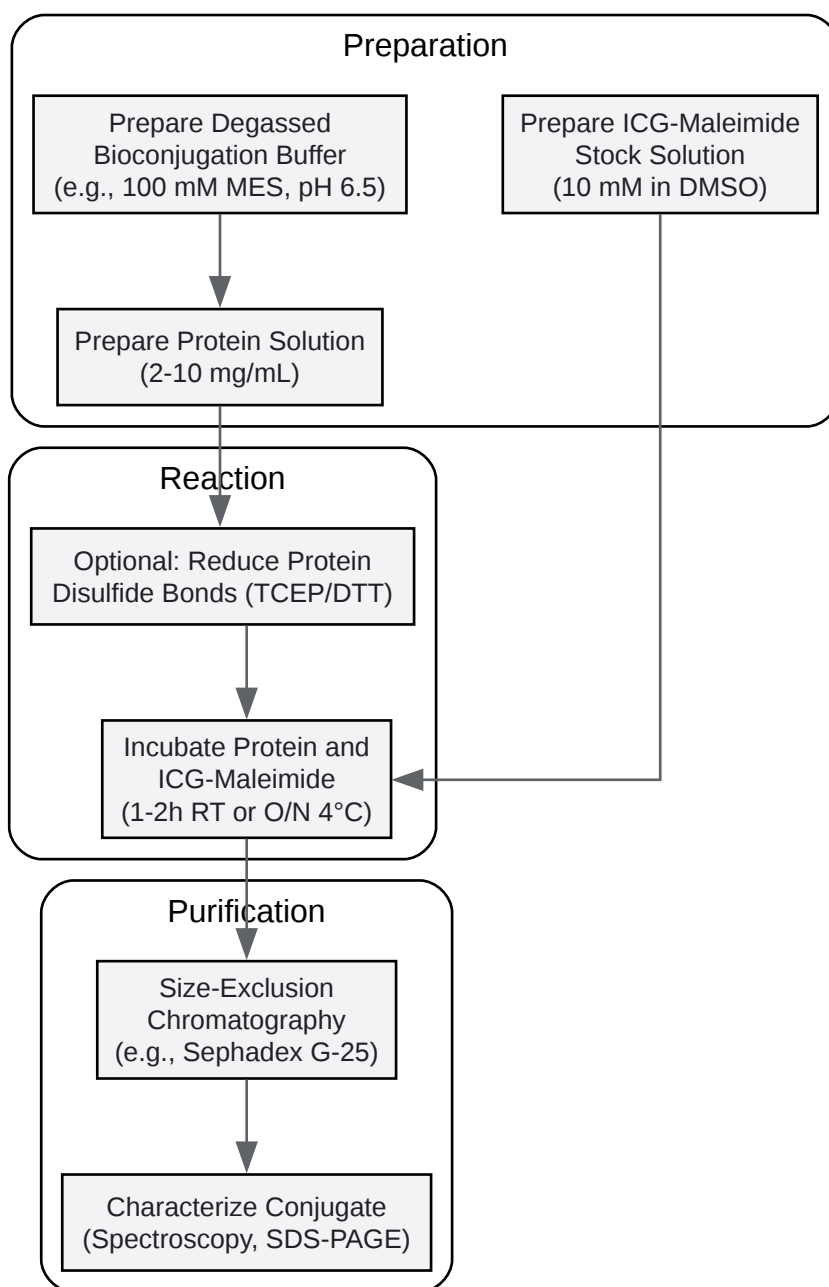 Preparation
Prepare Degassed
Bioconjugation Buffer
(e.g., 100 mM MES, pH 6.5)
Prepare ICG-Maleimide
Stock Solution
(10 mM in DMSO)
Prepare Protein Solution
(2-10 mg/mL)
Reaction
Optional: Reduce Protein
Disulfide Bonds (TCEP/DTT)
Incubate Protein and
ICG-Maleimide
(1-2h RT or O/N 4°C)
Purification
Size-Exclusion
Chromatography
(e.g., Sephadex G-25)
Characterize Conjugate
(Spectroscopy, SDS-PAGE)